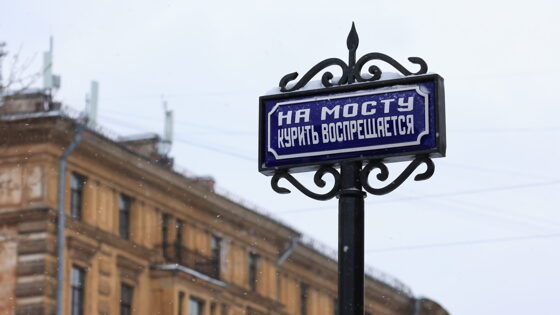 НА МОСТУ
КУРИТЬ ВОСПРЕЩАЕТСЯ